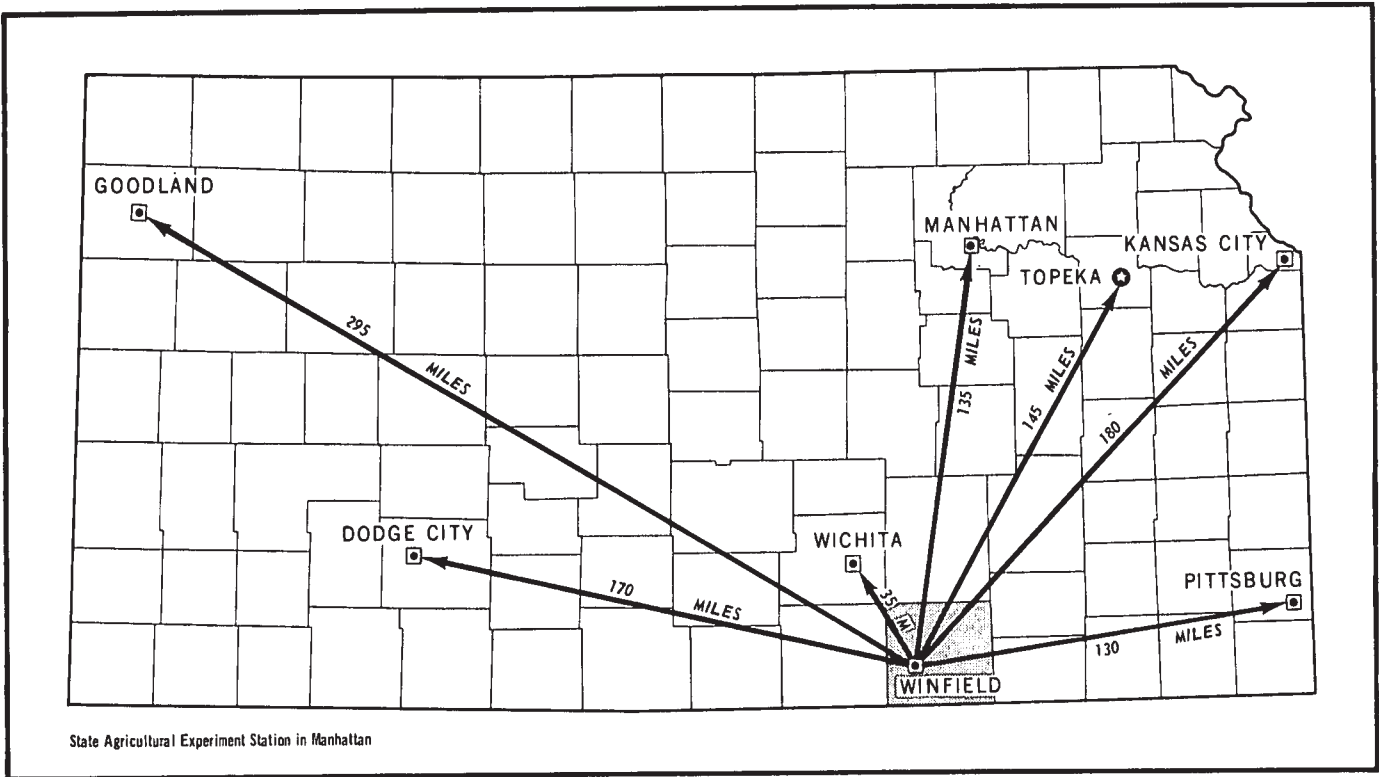 GOODLAND
MANHATTAN
KANSAS CITY
TOPEKA
295
MILES
135
MILES
145
MILES
180
MILES
DODGE CITY
WICHITA
PITTSBURG
170
MILES
35 M
130
MILES
WINFIELD
State Agricultural Experiment Station in Manhattan